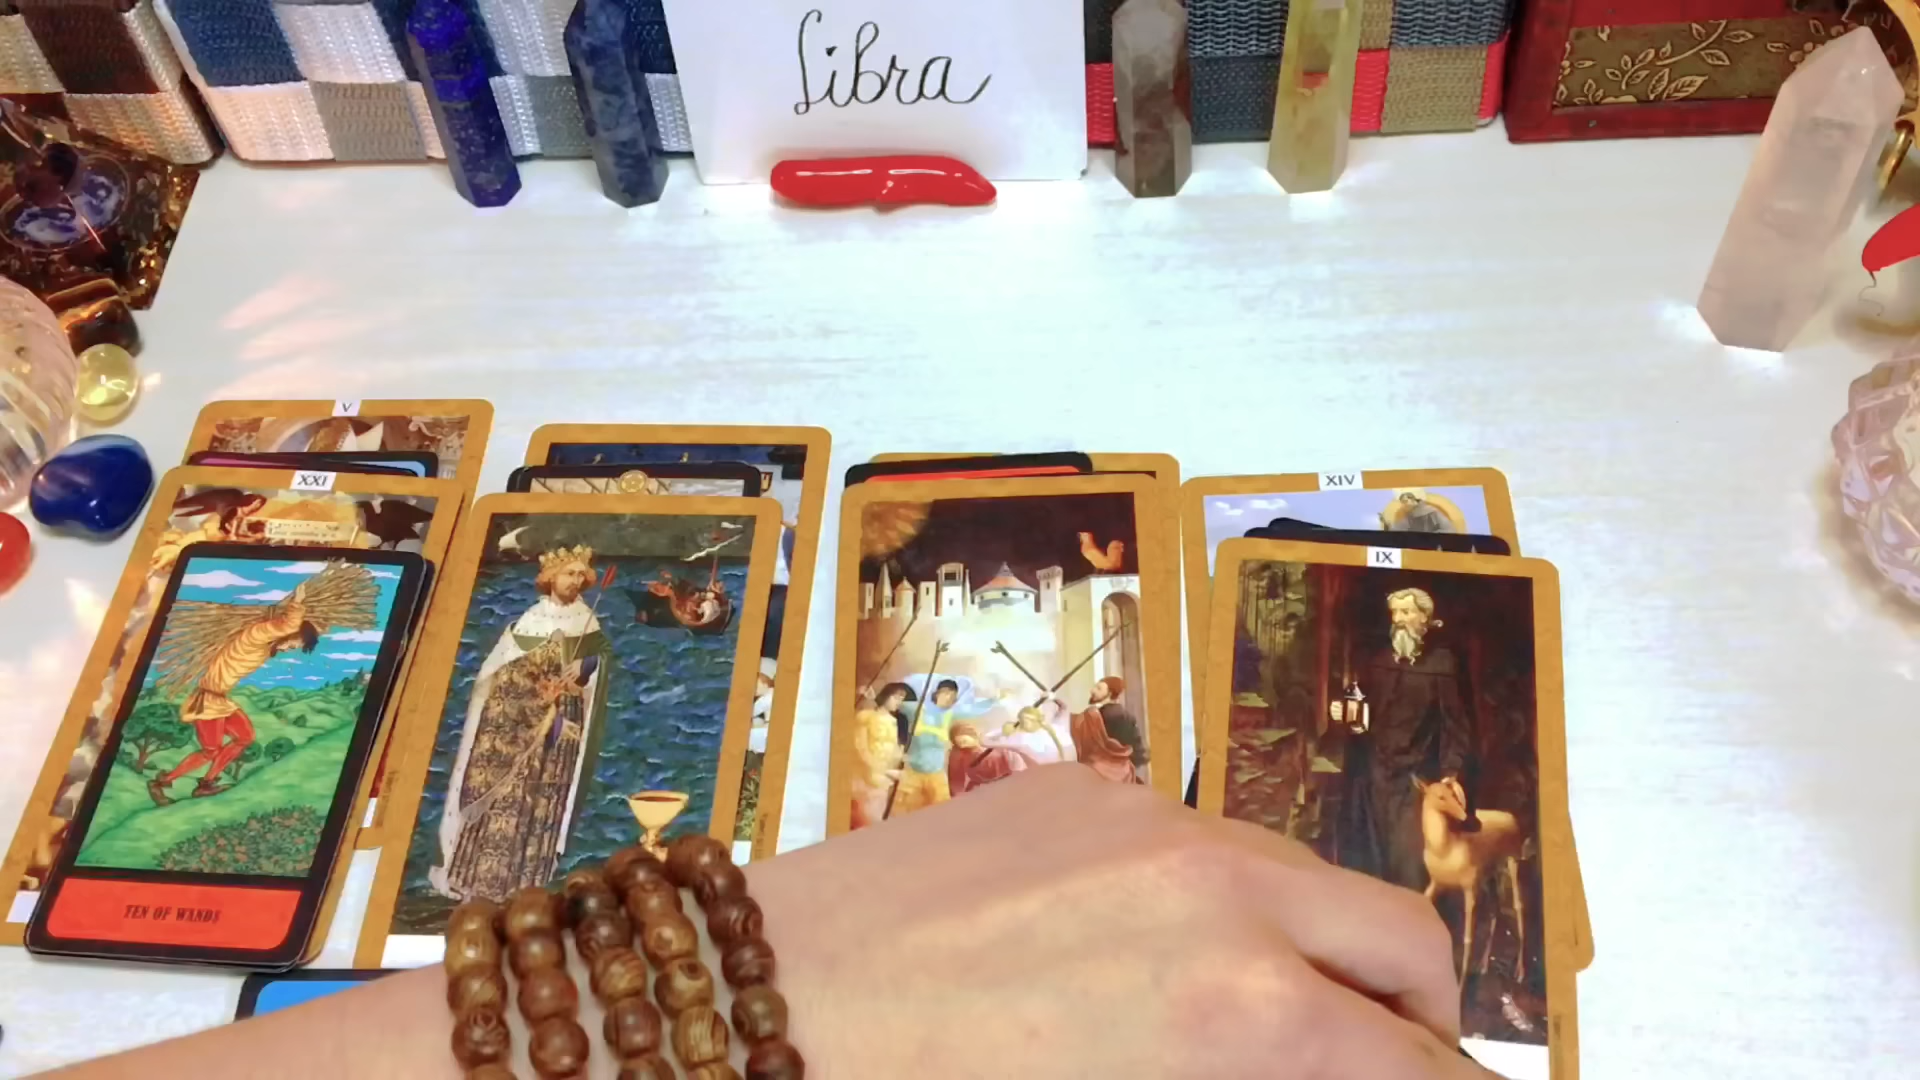 Libra
V
XXI
XIV
IX
TEN OF WANDS